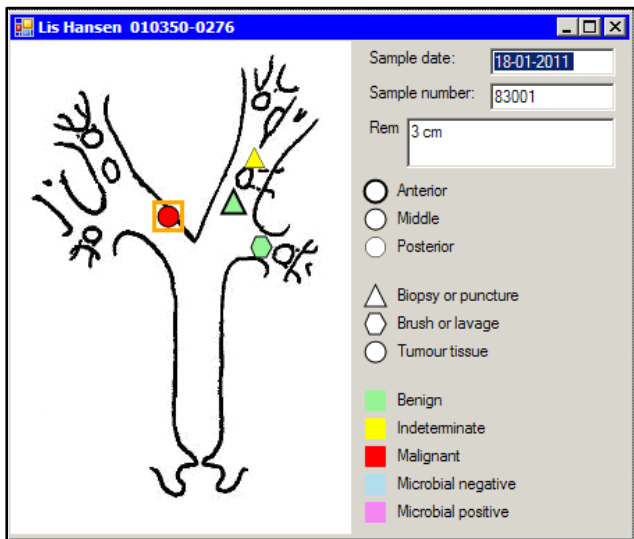 Lis Hansen 010350-0276
Sample date: 18-01-2011
Sample number: 83001
Rem 3 cm
Anterior
Middle
Posterior
Biopsy or puncture
Brush or lavage
Tumour tissue
Benign
Indeterminate
Malignant
Microbial negative
Microbial positive